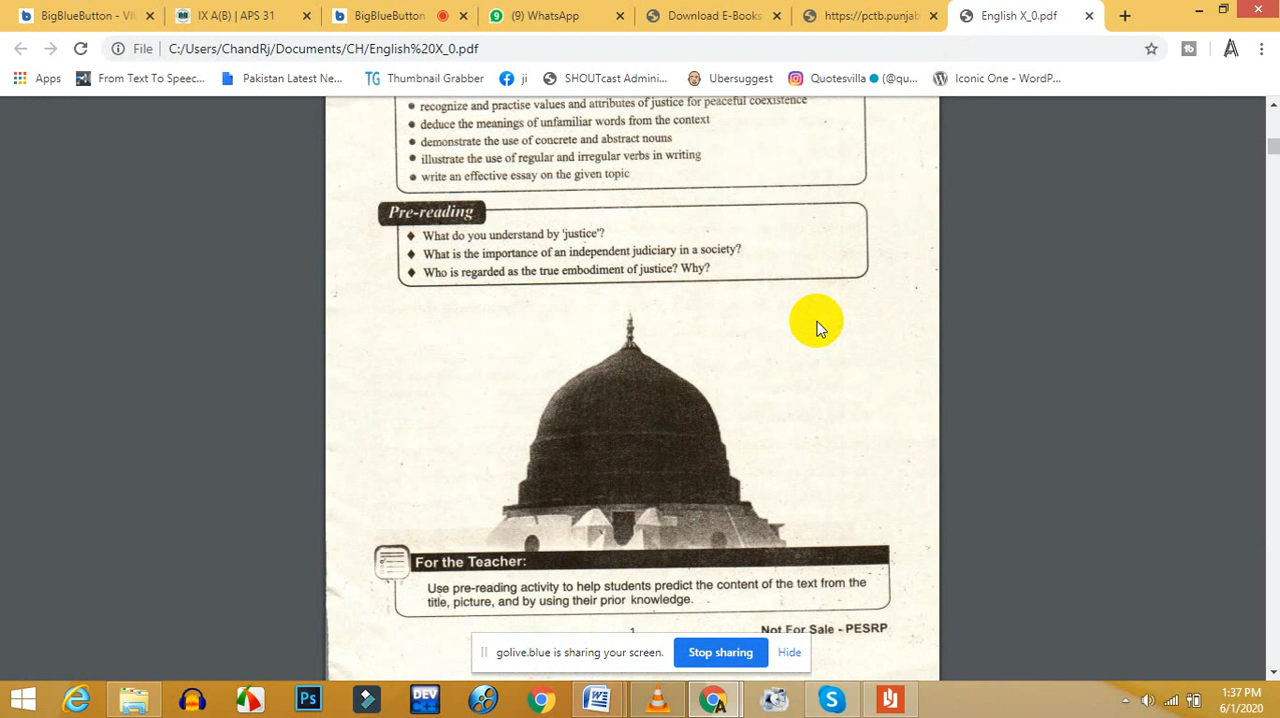 BigBlueButton - Vi
IX A(B) | APS 31
BigBlueButton
(9) WhatsApp
Download E-Books
https://pctb.punjab
English X_0.pdf
File
C:/Users/ChandRj/Documents/CH/English%20X_0.pdf
Apps
From Text To Speec...
Pakistan Latest Ne...
TG Thumbnail Grabber
ji
SHOUTcast Admini...
Ubersuggest
Quotesvilla (@qu...
Iconic One - WordP...
• recognize and practise values and attributes of justice for peaceful coexistence
• deduce the meanings of unfamiliar words from the context
• demonstrate the use of concrete and abstract nouns
• illustrate the use of regular and irregular verbs in writing
• write an effective essay on the given topic
Pre-reading
♦ What do you understand by 'justice'?
♦ What is the importance of an independent judiciary in a society?
♦ Who is regarded as the true embodiment of justice? Why?
For the Teacher:
Use pre-reading activity to help students predict the content of the text from the
title, picture, and by using their prior knowledge.
1
Not For Sale - PESRP
golive.blue is sharing your screen.
Stop sharing
Hide
Ps
DEV
1:37 PM
6/1/2020